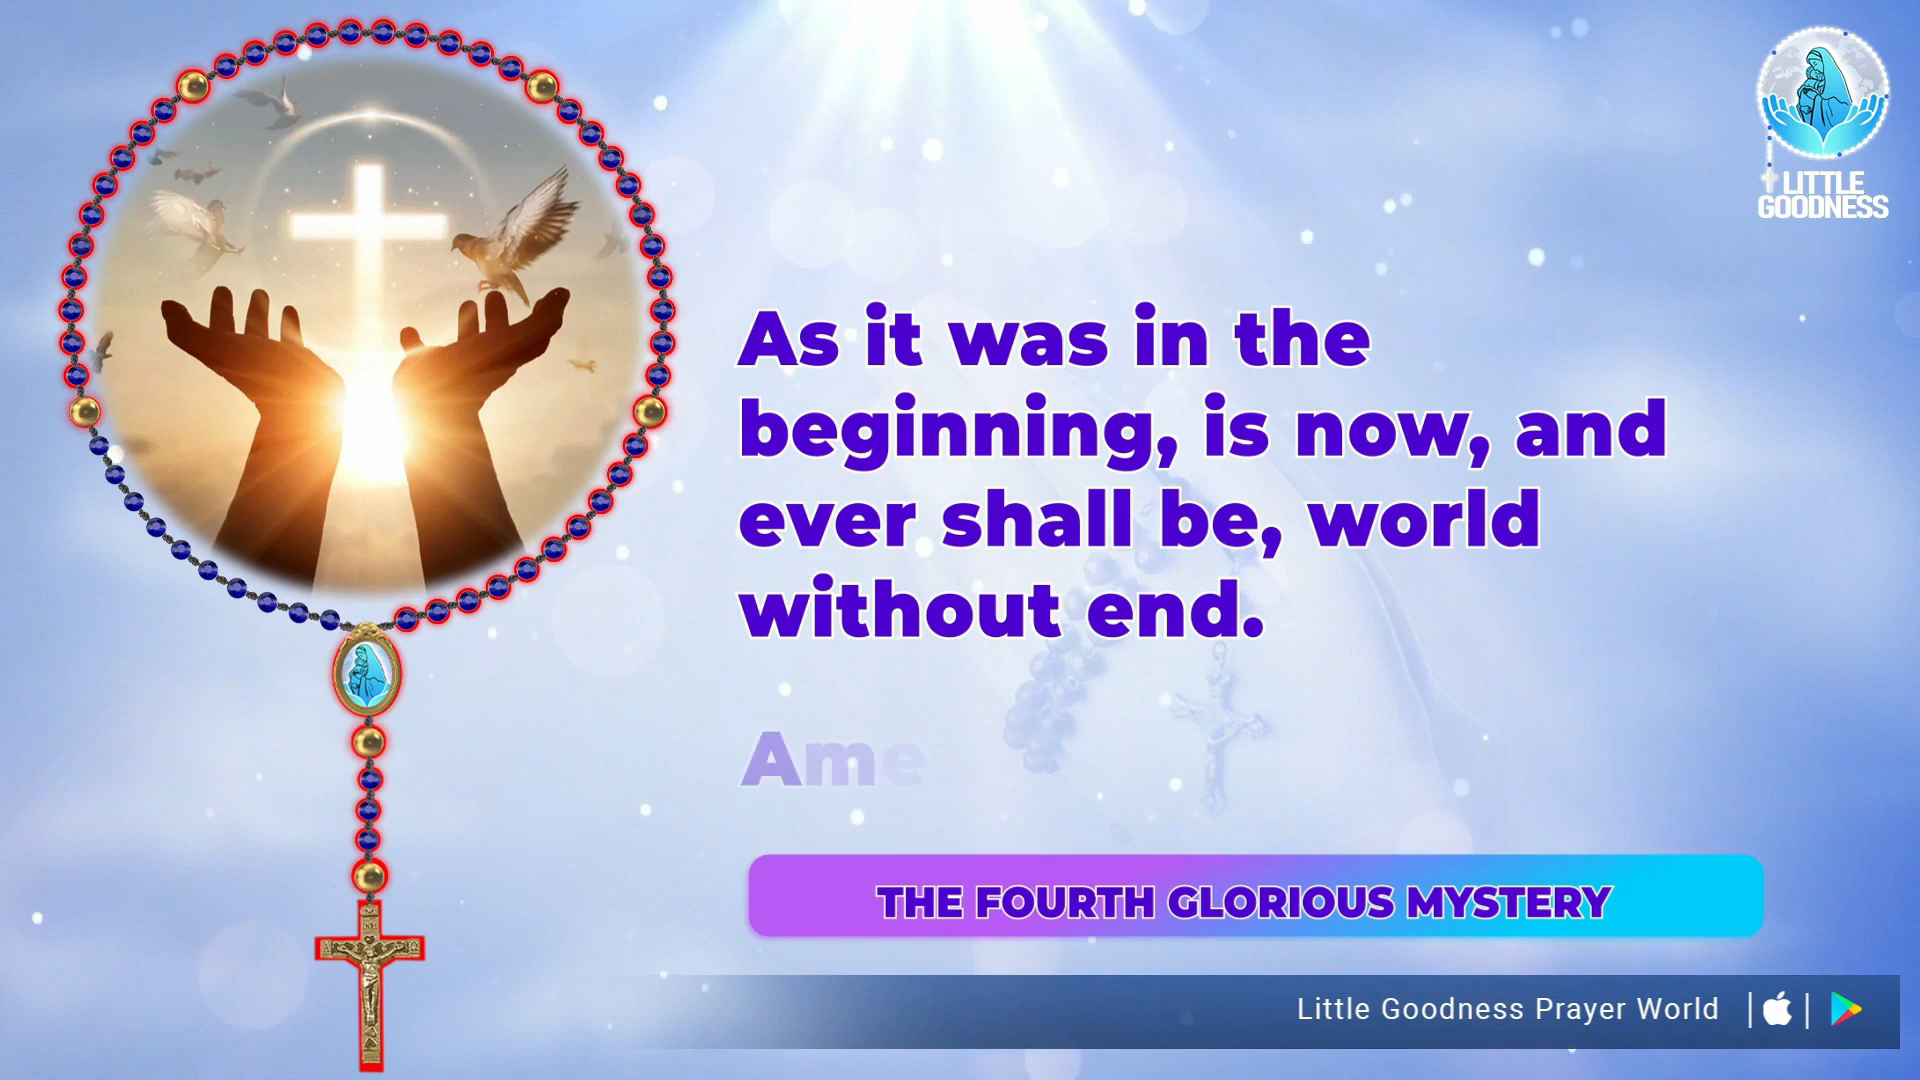 LITTLE
GOODNESS
As it was in the
beginning, is now, and
ever shall be, world
without end.
Ame
THE FOURTH GLORIOUS MYSTERY
Little Goodness Prayer World